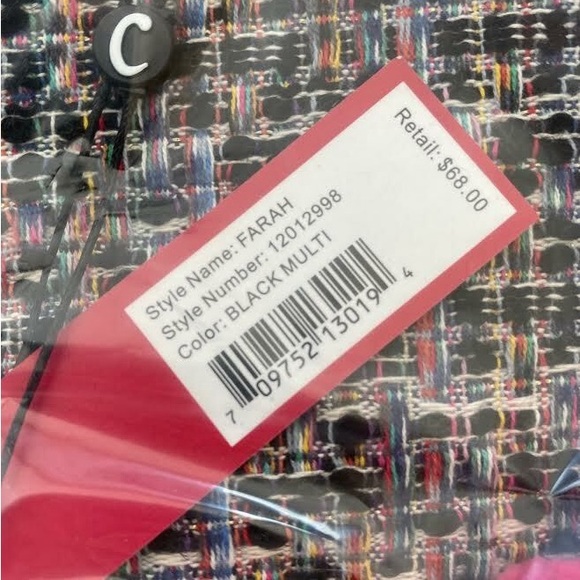 C
Retail: $68.00
Style Name: FARAH
Style Number: 12012998
Color: BLACK MULTI
7 09752 13019 4